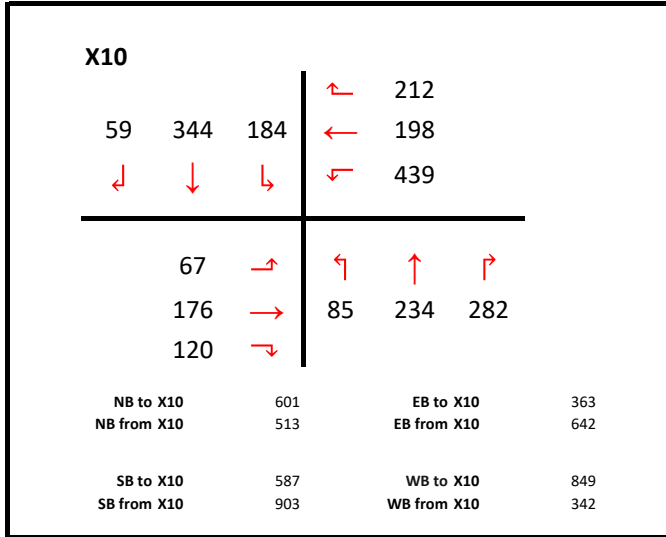 X10
212
59 344 184 198
439
67
176 85 234 282
120
NB to X10 601 EB to X10 363
NB from X10 513 EB from X10 642
SB to X10 587 WB to X10 849
SB from X10 903 WB from X10 342